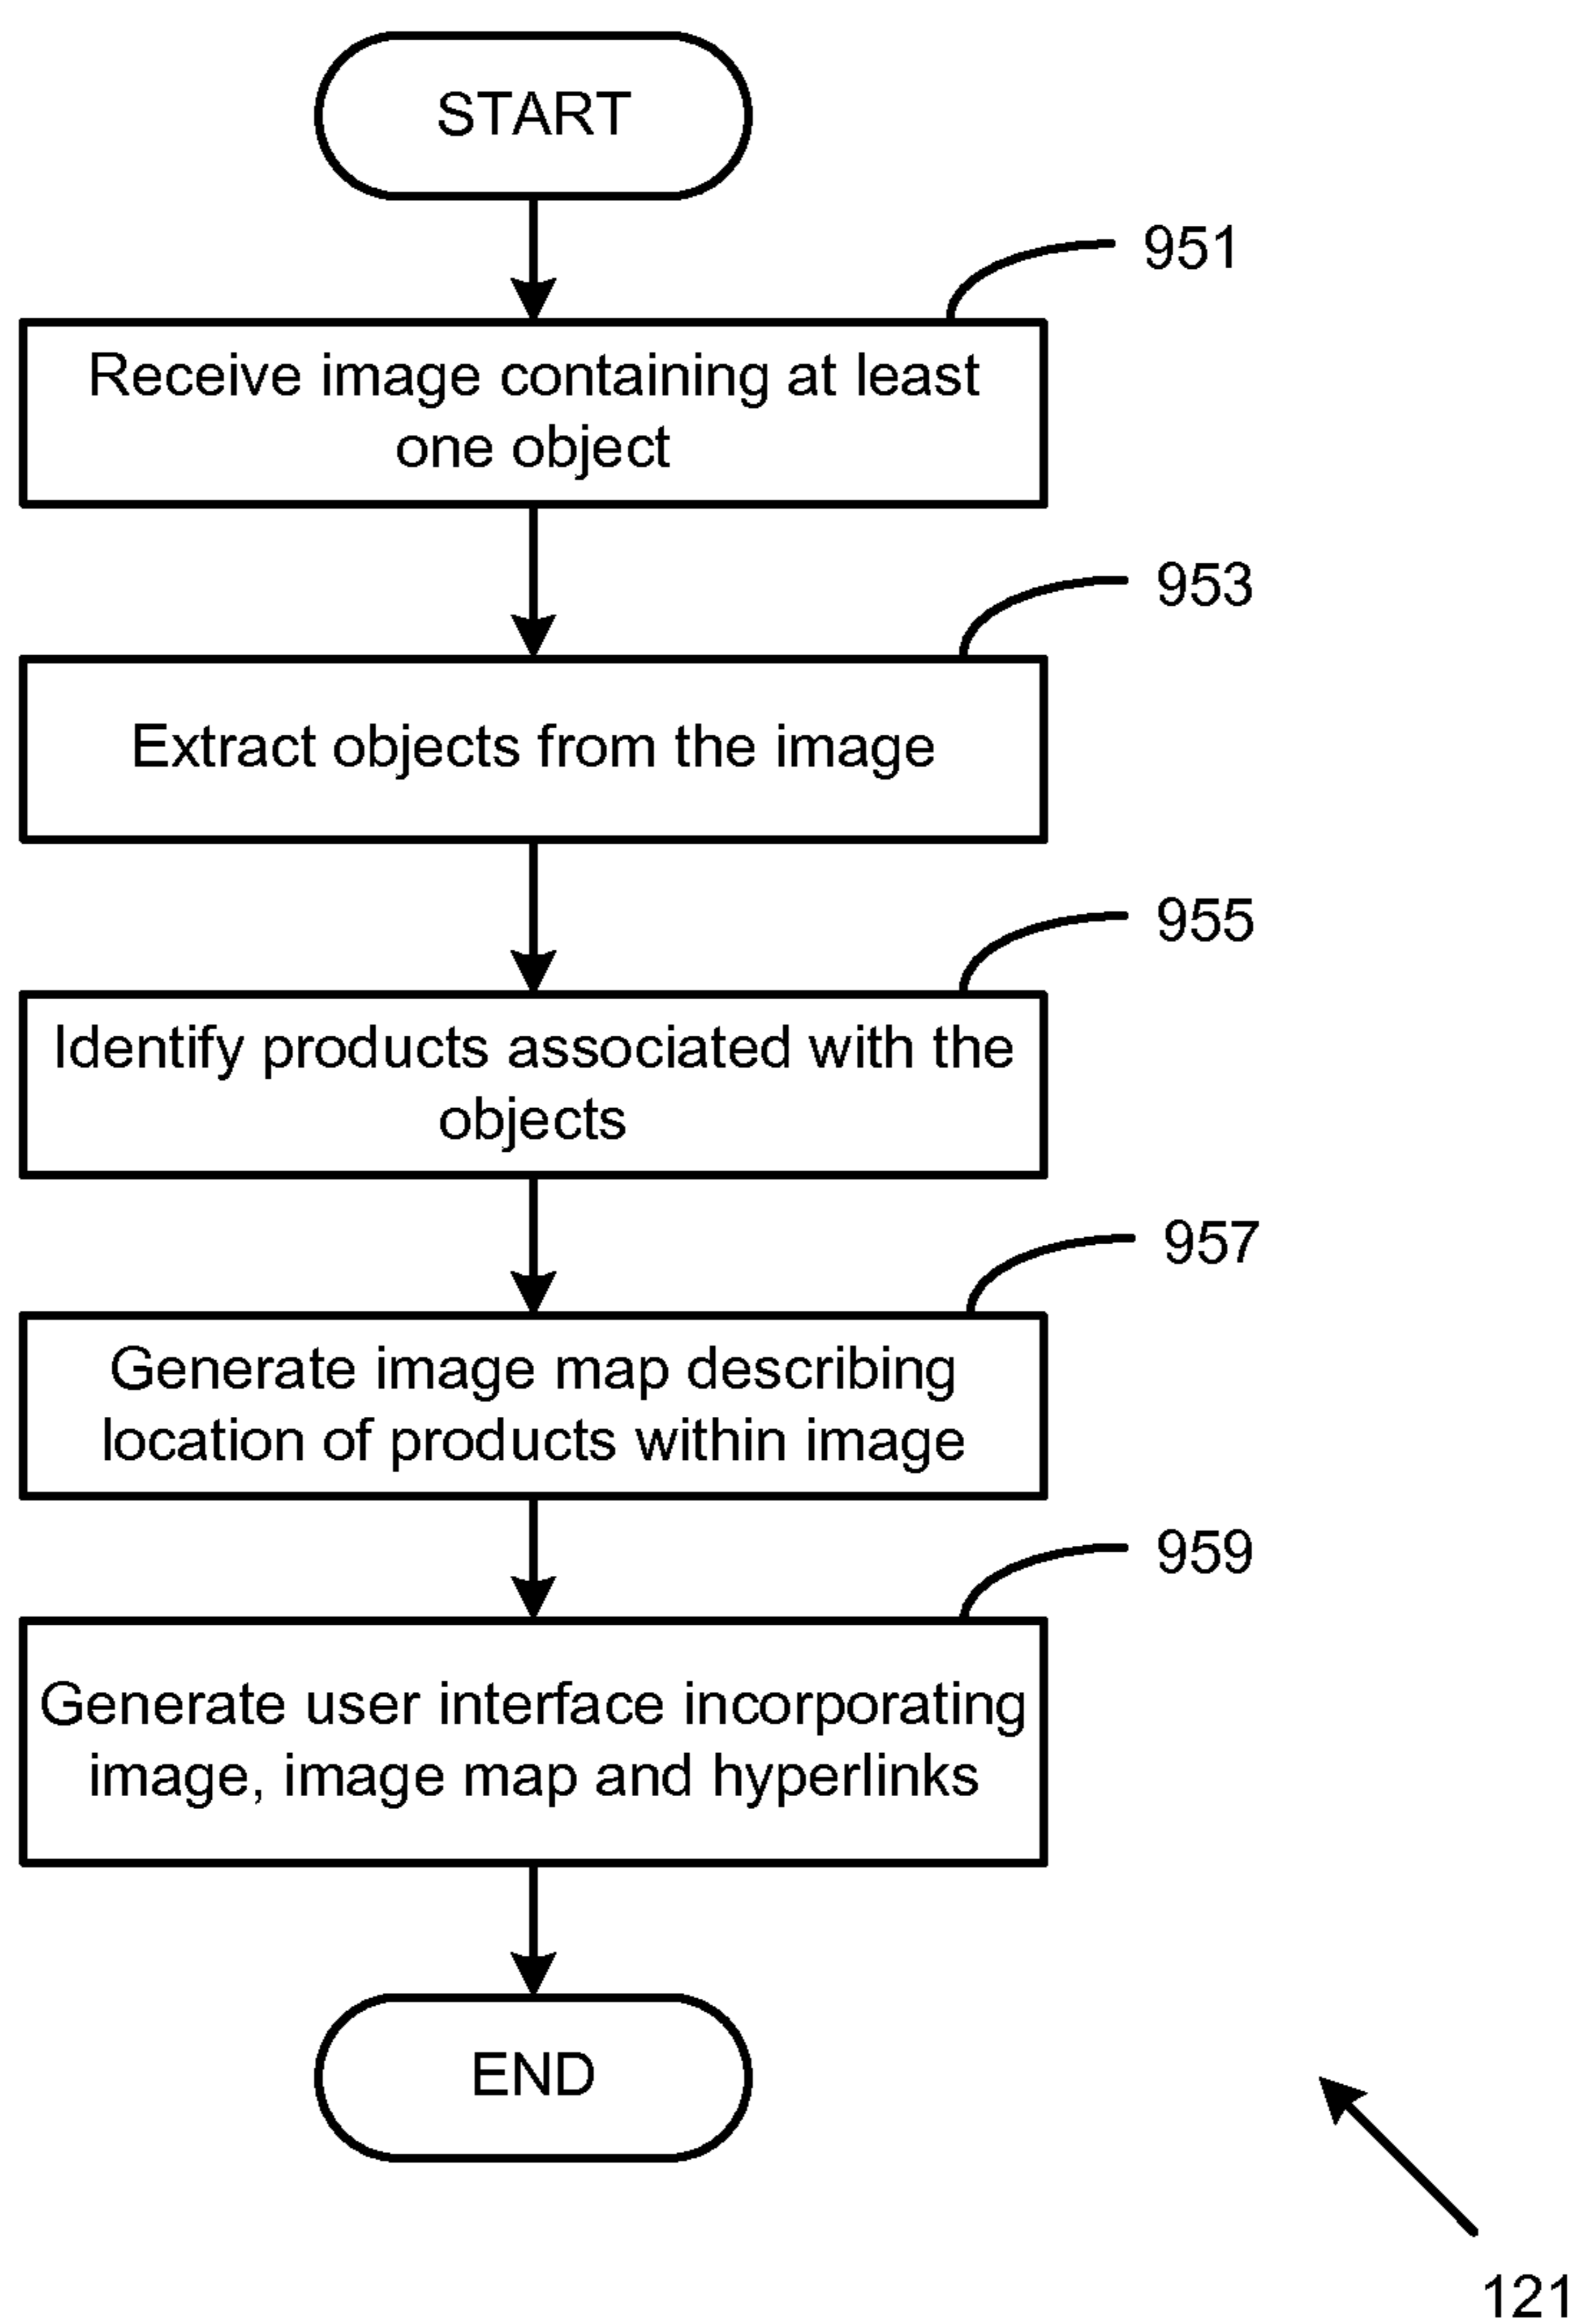 START
951
Receive image containing at least
one object
953
Extract objects from the image
955
Identify products associated with the
objects
957
Generate image map describing
location of products within image
959
Generate user interface incorporating
image, image map and hyperlinks
END
121